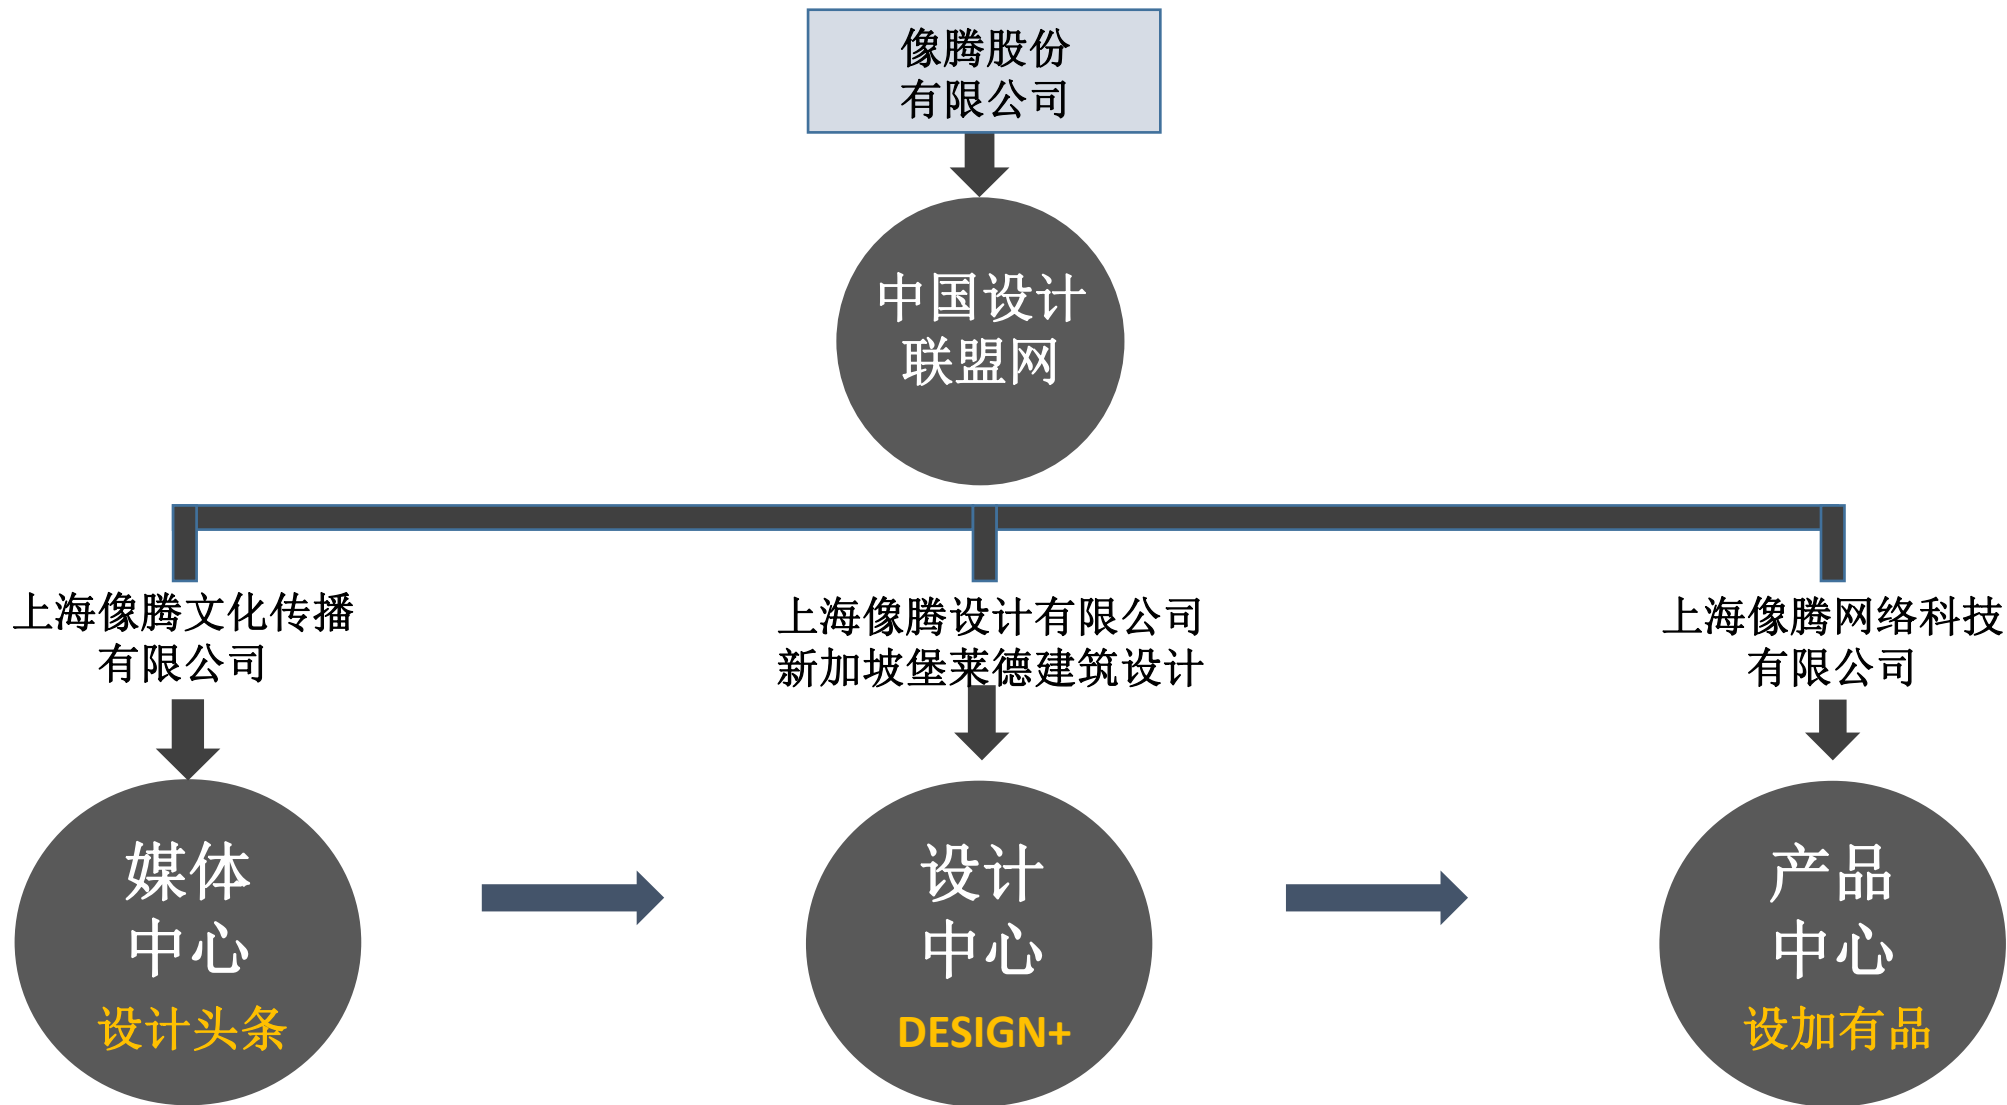 像腾股份
有限公司
中国设计
联盟网
上海像腾文化传播
有限公司
上海像腾设计有限公司
新加坡堡莱德建筑设计
上海像腾网络科技
有限公司
媒体
中心
设计头条
设计
中心
DESIGN+
产品
中心
设加有品